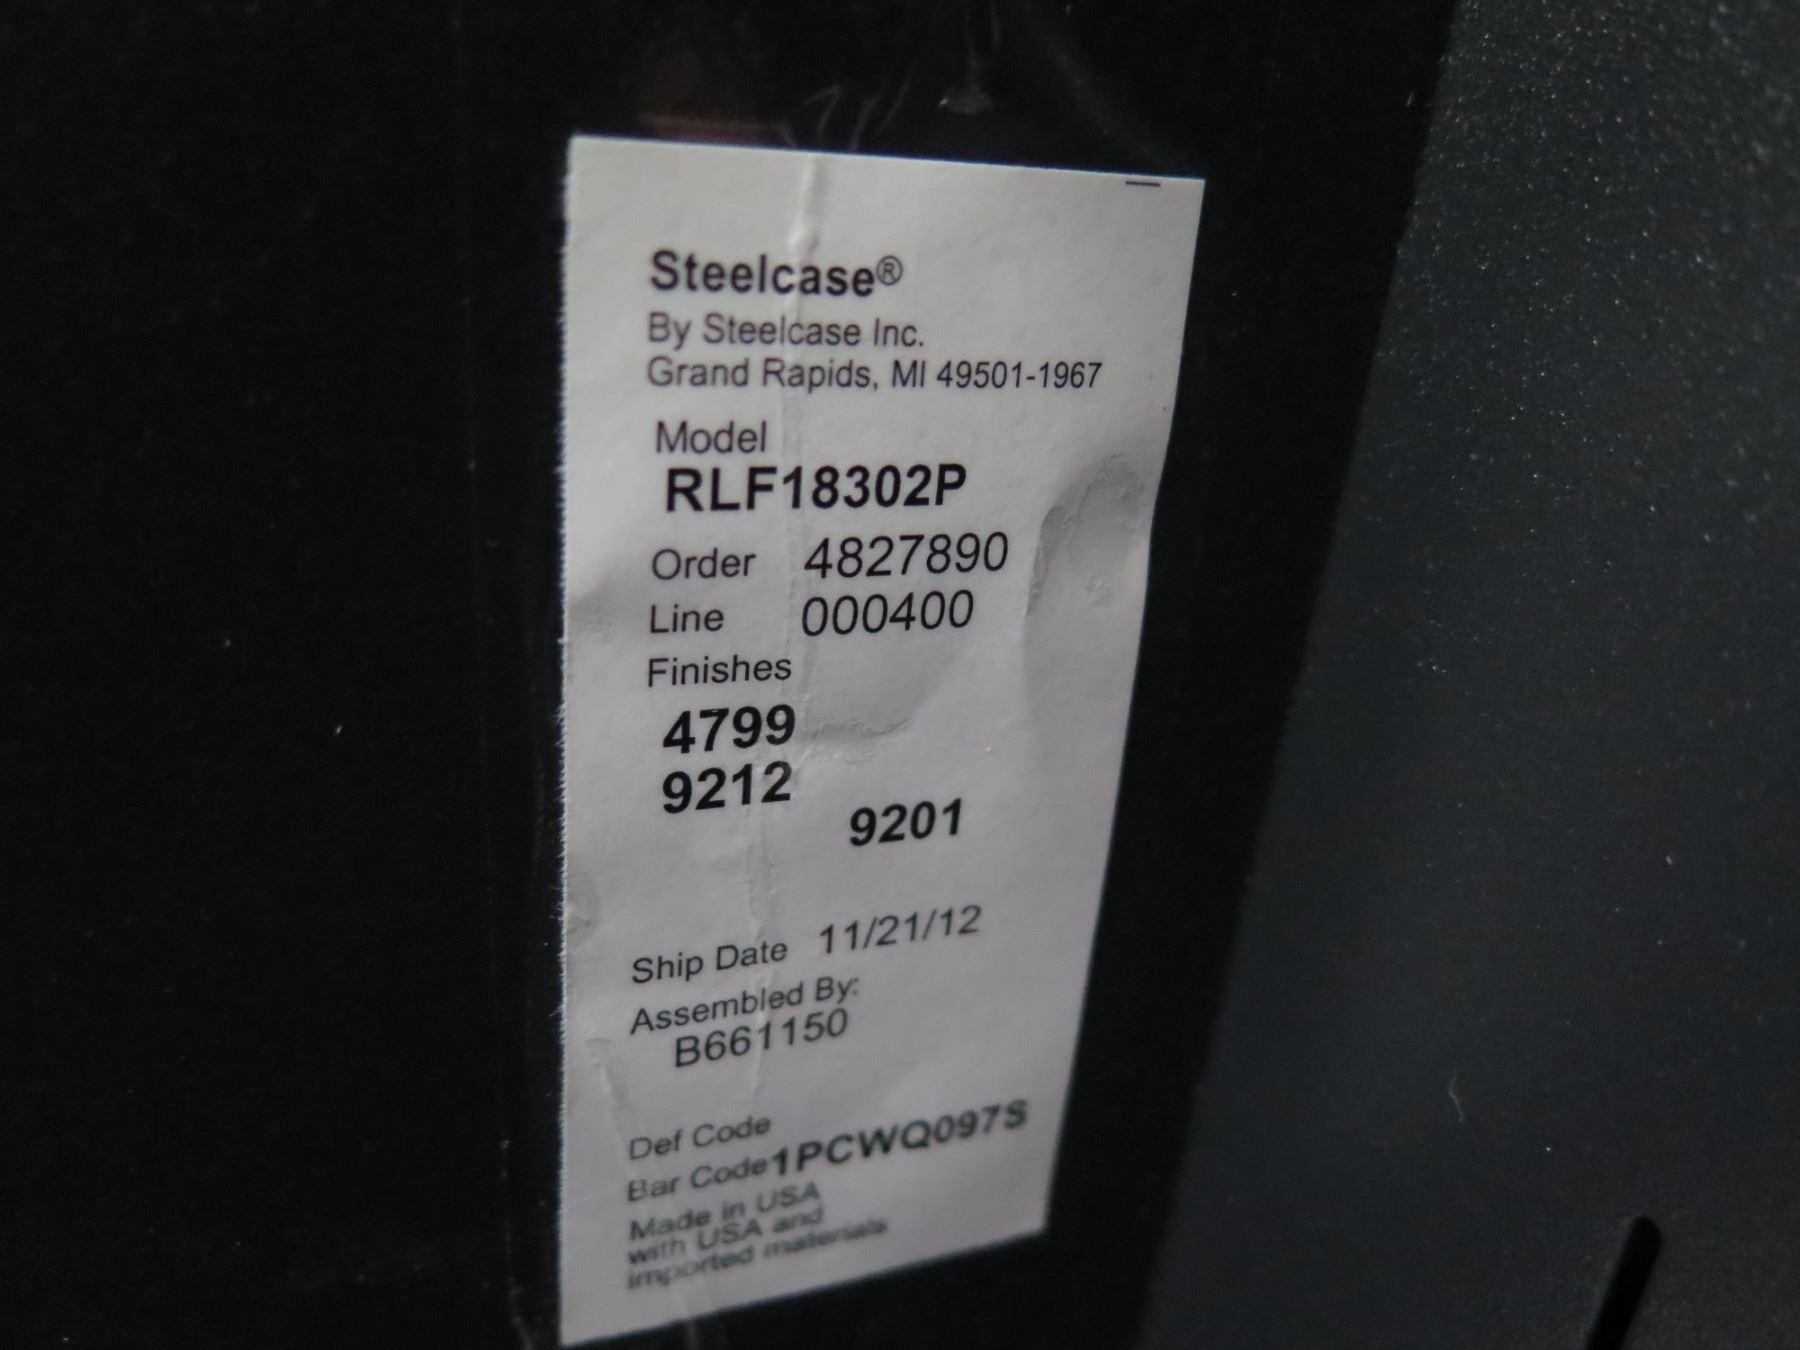 Steelcase®
By Steelcase Inc.
Grand Rapids, MI 49501-1967
Model
RLF18302P
Order 4827890
Line 000400
Finishes
4799
9212
9201
Ship Date 11/21/12
Assembled By:
B661150
Def Code
Bar Code1PCWQ097S
Made in USA
with USA and
imported materials